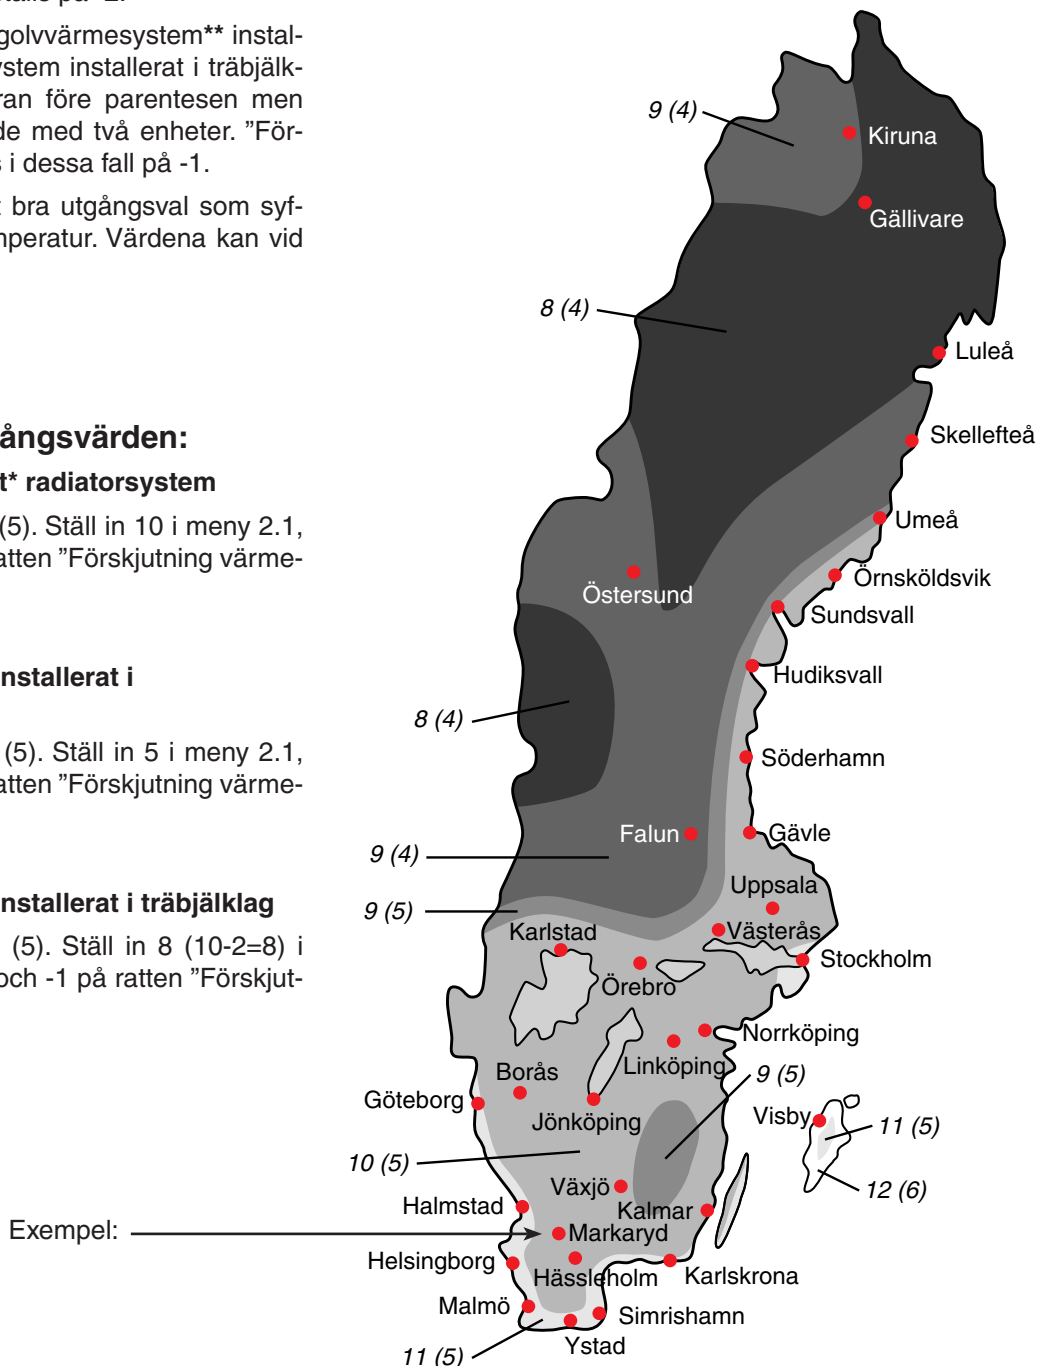 golvvärmesystem** instal-
ystem installerat i träbjälk-
ran före parentesen men
de med två enheter. ”För-
i dessa fall på -1.
t bra utgångsval som syf-
nperatur. Värdena kan vid
ångsvärden:
t* radiatorsystem
(5). Ställ in 10 i meny 2.1,
atten ”Förskjutning värme-
nstallerat i
(5). Ställ in 5 i meny 2.1,
atten ”Förskjutning värme-
nstallerat i träbjälklag
(5). Ställ in 8 (10-2=8) i
och -1 på ratten ”Förskjut-
Exempel:
9 (4)
Kiruna
Gällivare
8 (4)
Luleå
Skellefteå
Umeå
Örnsköldsvik
Östersund
Sundsvall
Hudiksvall
8 (4)
Söderhamn
Falun
Gävle
9 (4)
Uppsala
9 (5)
Karlstad
Västerås
Stockholm
Örebro
Norrköping
Linköping
9 (5)
Borås
Göteborg
Jönköping
Visby
11 (5)
10 (5)
Växjö
12 (6)
Halmstad
Kalmar
Markaryd
Helsingborg
Hässleholm
Karlskrona
Malmö
Simrishamn
Ystad
11 (5)